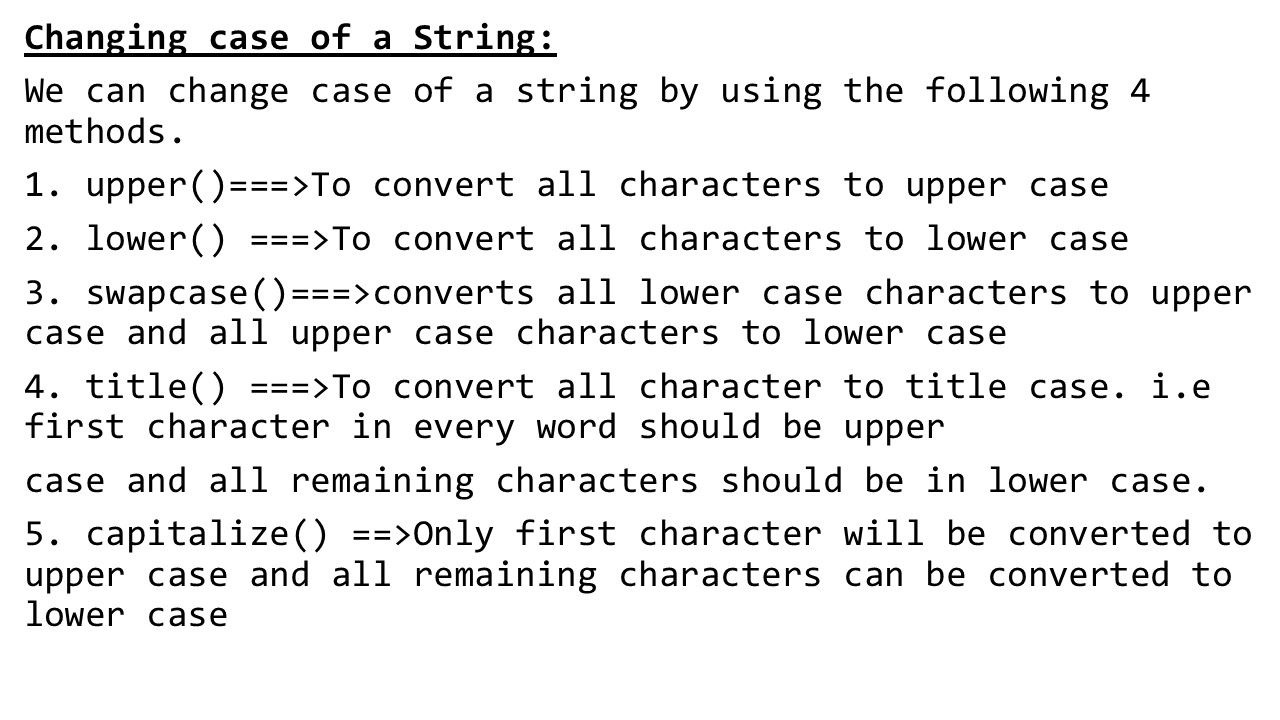 Changing case of a String:
We can change case of a string by using the following 4
methods.
1. upper()===>To convert all characters to upper case
2. lower() ===>To convert all characters to lower case
3. swapcase()===>converts all lower case characters to upper
case and all upper case characters to lower case
4. title() ===>To convert all character to title case. i.e
first character in every word should be upper
case and all remaining characters should be in lower case.
5. capitalize() ==>Only first character will be converted to
upper case and all remaining characters can be converted to
lower case